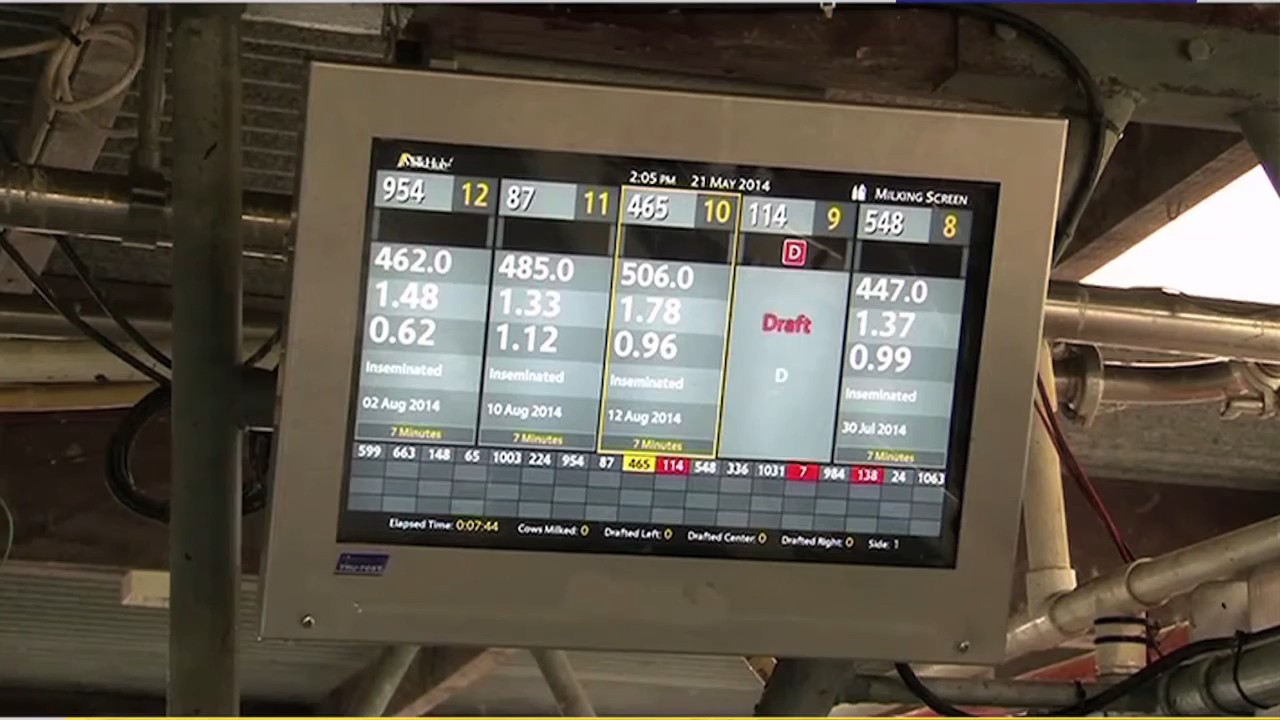 MilkHub
2:05 PM 21 MAY 2014
MILKING SCREEN
954 12
462.0
1.48
0.62
Inseminated
02 Aug 2014
7 Minutes
87 11
485.0
1.33
1.12
Inseminated
10 Aug 2014
7 Minutes
465 10
506.0
1.78
0.96
Inseminated
12 Aug 2014
7 Minutes
114 9
D
Draft
D
548 8
447.0
1.37
0.99
Inseminated
30 Jul 2014
7 Minutes
599 663 148 65 1003 224 954 87 465 114 548 336 1031 7 984 138 24 1063
Elapsed Time: 0:07:44 Cows Milked: 0 Drafted Left: 0 Drafted Center: 0 Drafted Right: 0 Side: 1